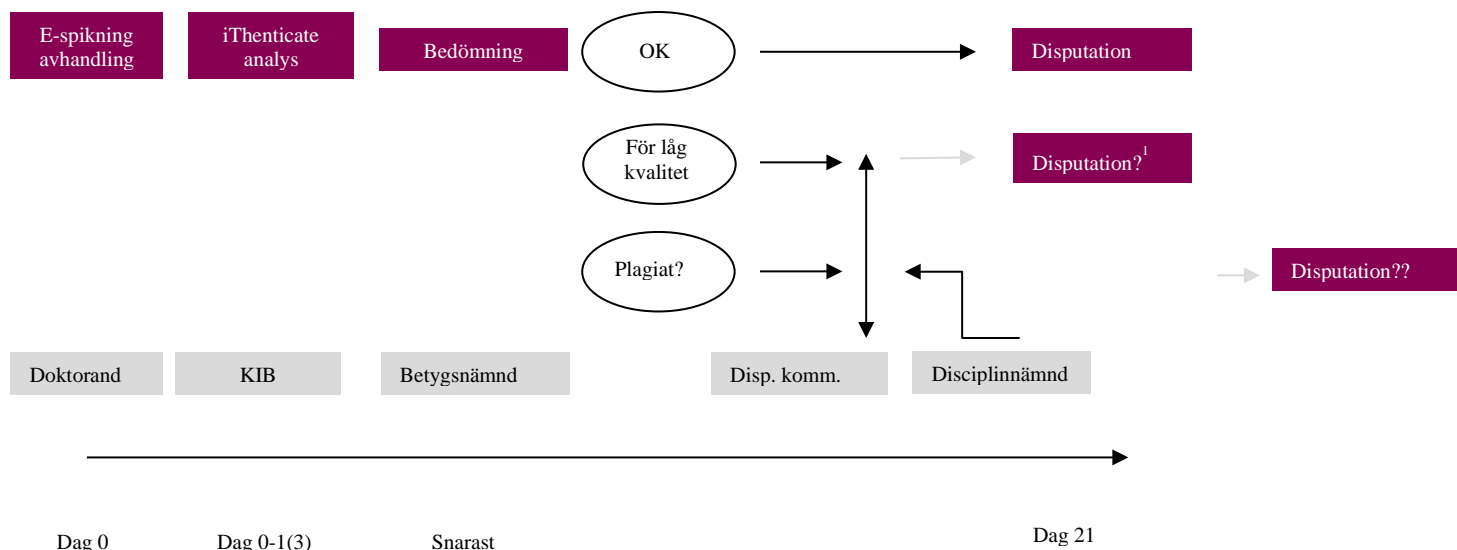 E-spikning
avhandling
iThenticate
analys
Bedömning
OK
Disputation
För låg
kvalitet
Disputation?1
Plagiat?
Disputation??
Doktorand
KIB
Betygsnämnd
Disp. komm.
Disciplinnämnd
Dag 0
Dag 0-1(3)
Snarast
Dag 21